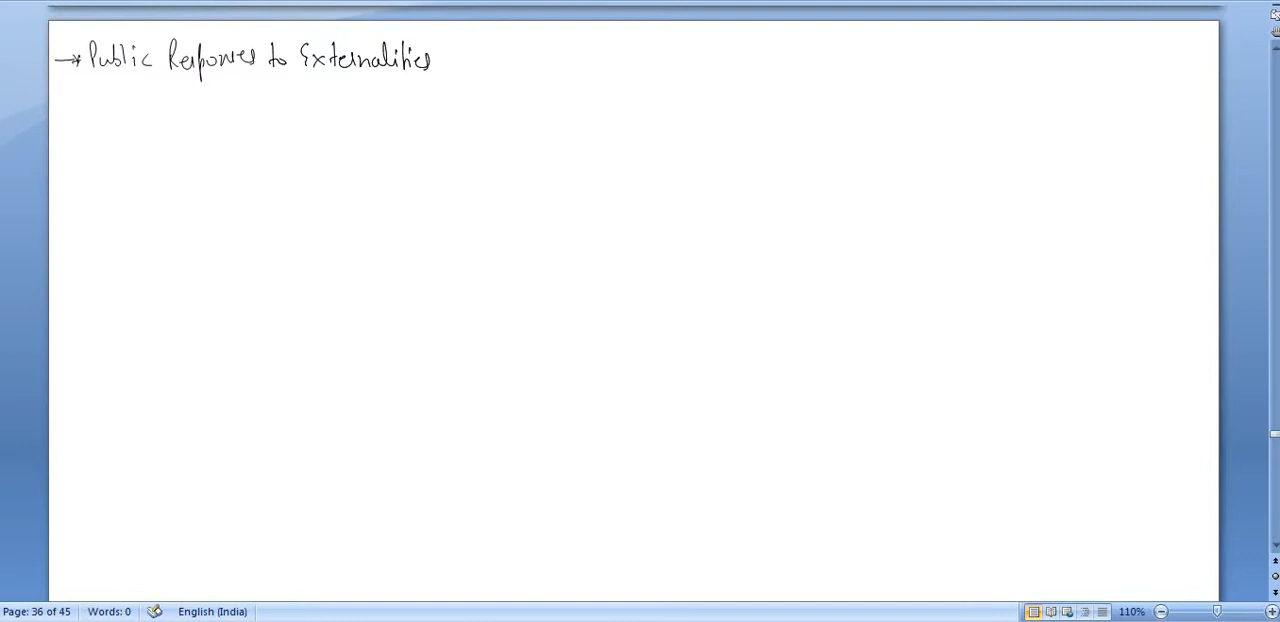 → Public Responses to Externalities
Page: 36 of 45 Words: 0 English (India) 110%